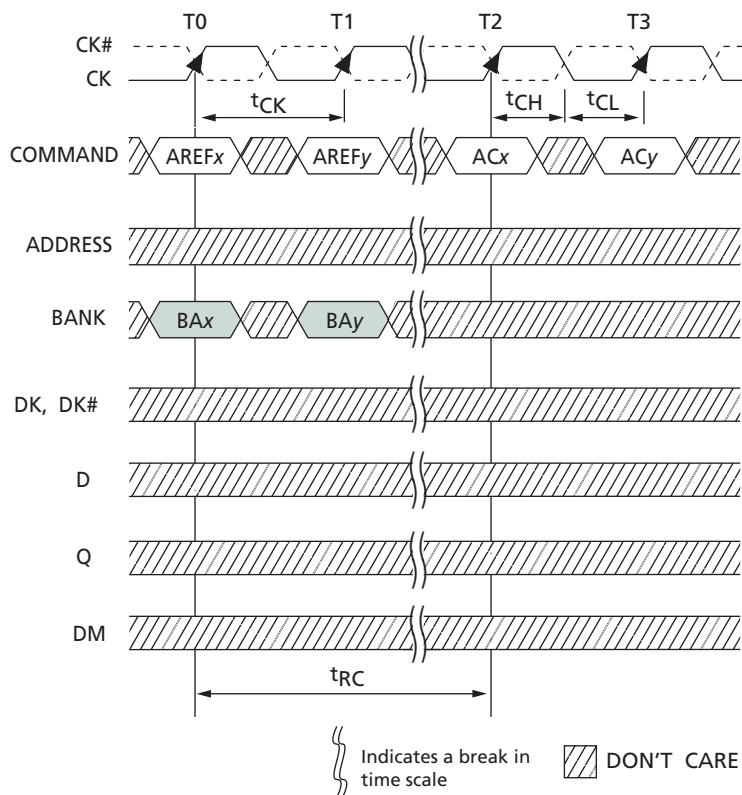 T0 T1 T2 T3
CK#
CK
tCK tCH tCL
COMMAND AREFx AREFy ACx ACy
ADDRESS
BANK BAx BAy
DK, DK#
D
Q
DM
tRC
Indicates a break in
time scale
DON'T CARE